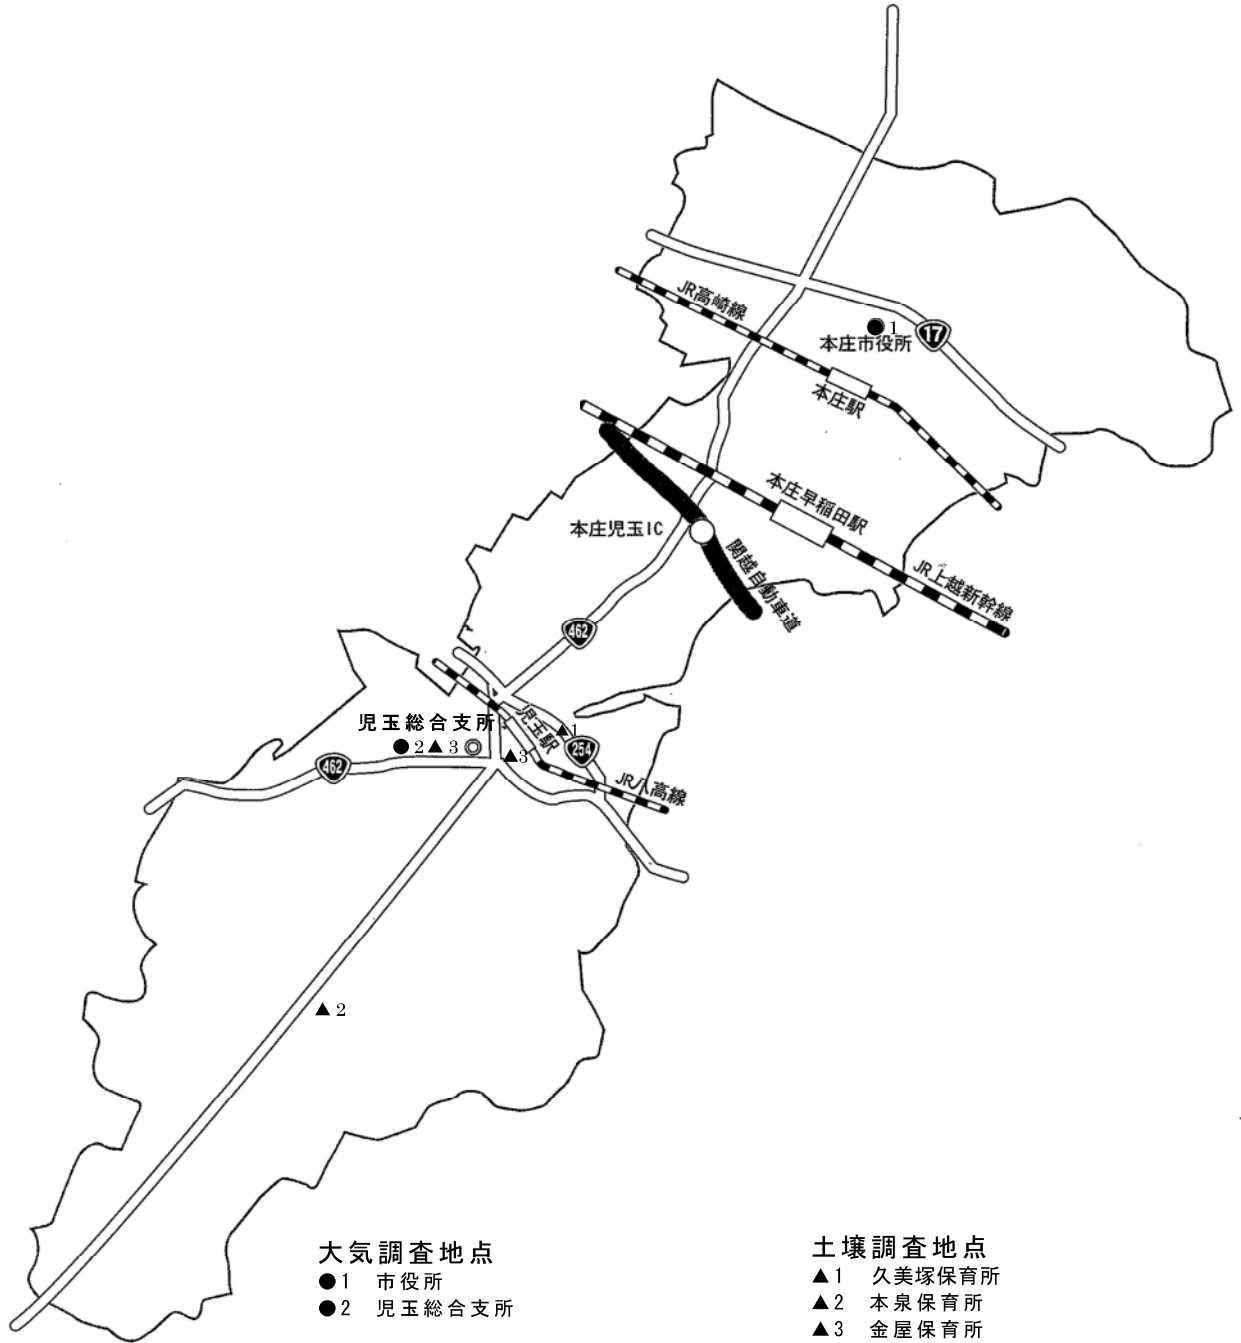 JR高崎線
●1
17
本庄市役所
本庄駅
本庄早稲田駅
本庄児玉IC
関越自動車道
JR上越新幹線
462
児玉総合支所
児玉駅
▲1
●2 ▲3 ◎
▲3
254
462
JR八高線
▲2
大気調査地点
●1 市役所
●2 児玉総合支所
土壌調査地点
▲1 久美塚保育所
▲2 本泉保育所
▲3 金屋保育所